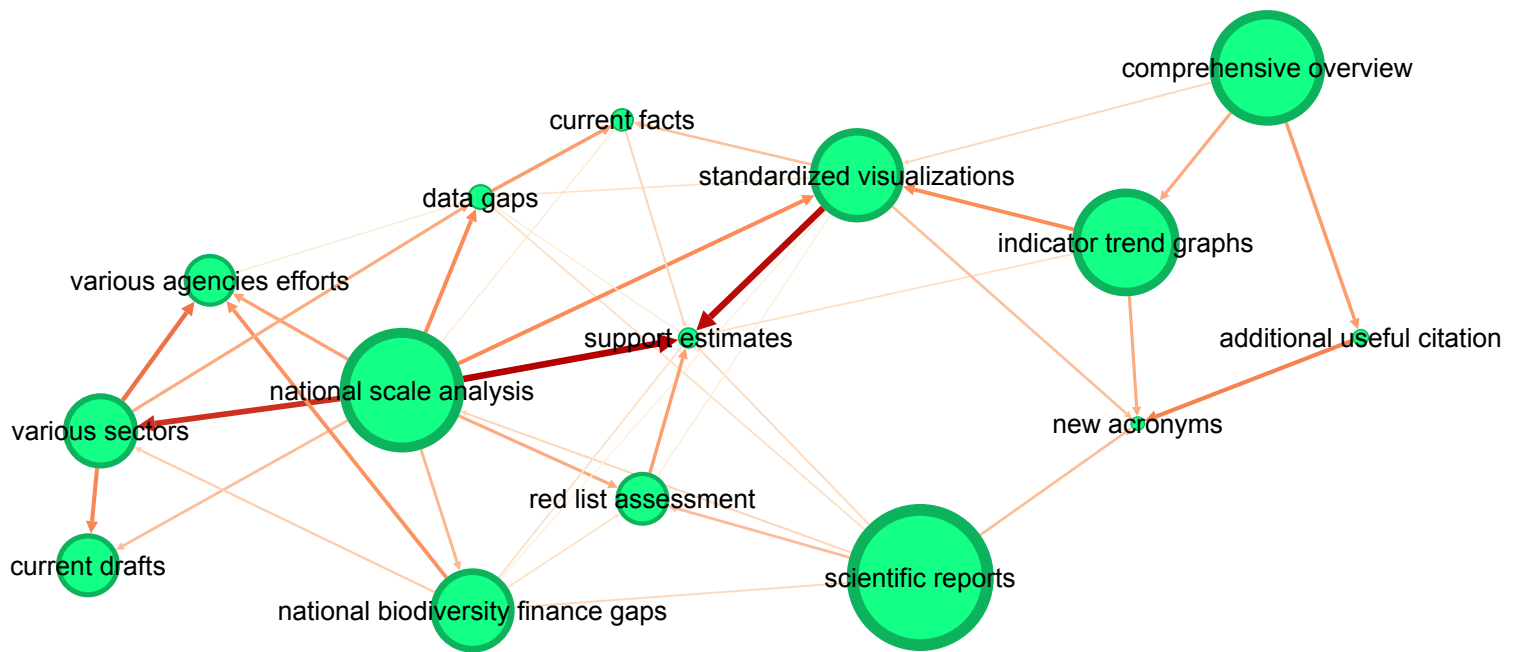 comprehensive overview
current facts
standardized visualizations
data gaps
indicator trend graphs
various agencies efforts
support estimates
additional useful citation
national scale analysis
new acronyms
various sectors
red list assessment
current drafts
scientific reports
national biodiversity finance gaps